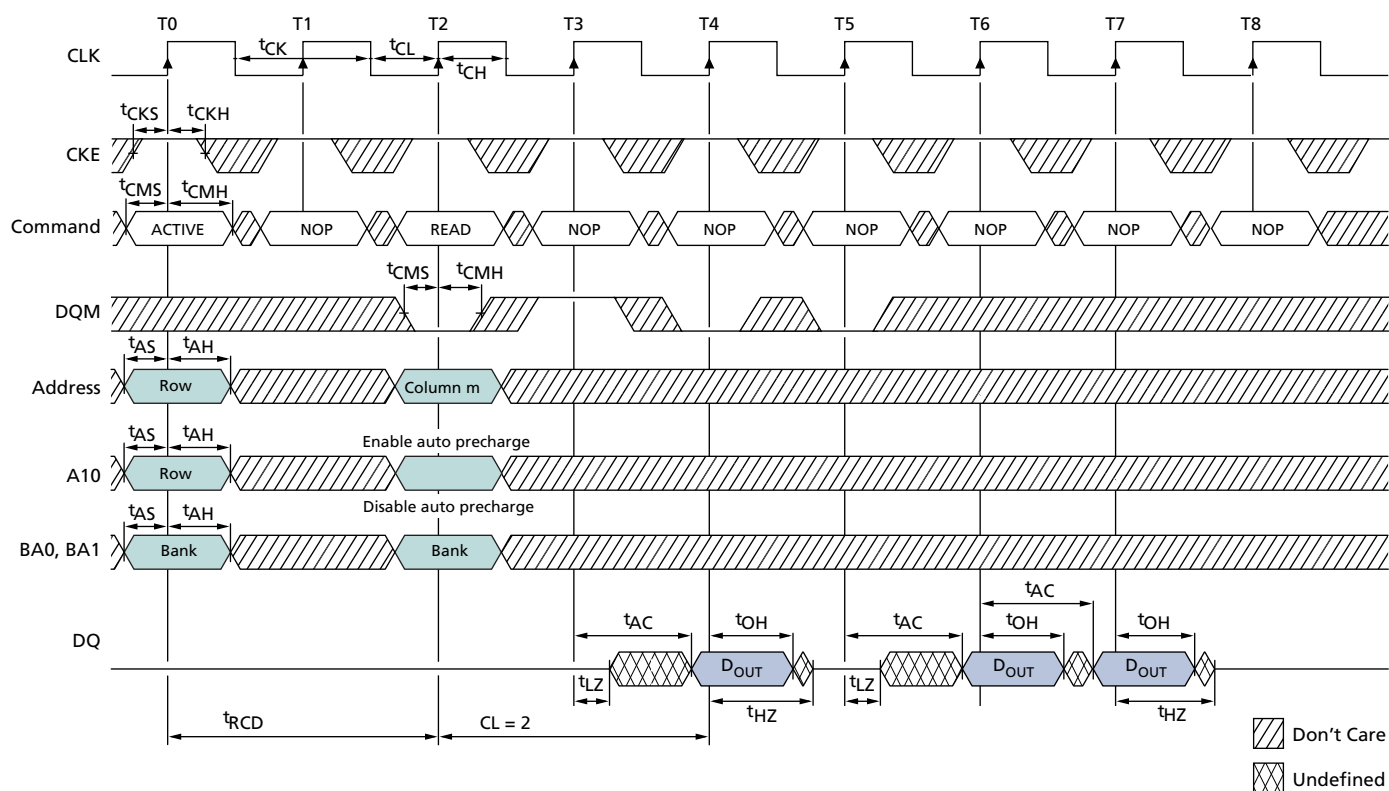 T0 T1 T2 T3 T4 T5 T6 T7 T8
CLK tCK tCL
tCH
tCKS tCKH
CKE
tCMS tCMH
Command ACTIVE NOP READ NOP NOP NOP NOP NOP NOP
tCMS tCMH
DQM
tAS tAH
Address Row Column m
tAS tAH Enable auto precharge
A10 Row
tAS tAH Disable auto precharge
BA0, BA1 Bank Bank
tAC
DQ tAC tOH tAC tOH tOH
DOUT DOUT DOUT
tLZ tHZ tLZ tHZ
tRCD CL = 2
Don't Care
Undefined